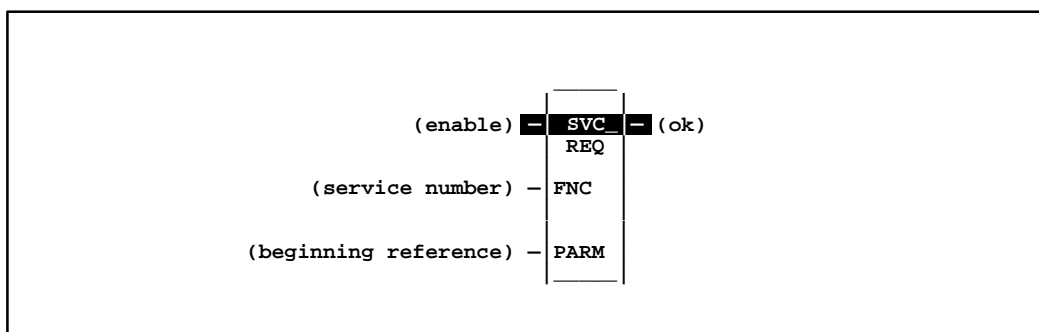 (enable) SVC_ (ok)
REQ
(service number) FNC
(beginning reference) PARM